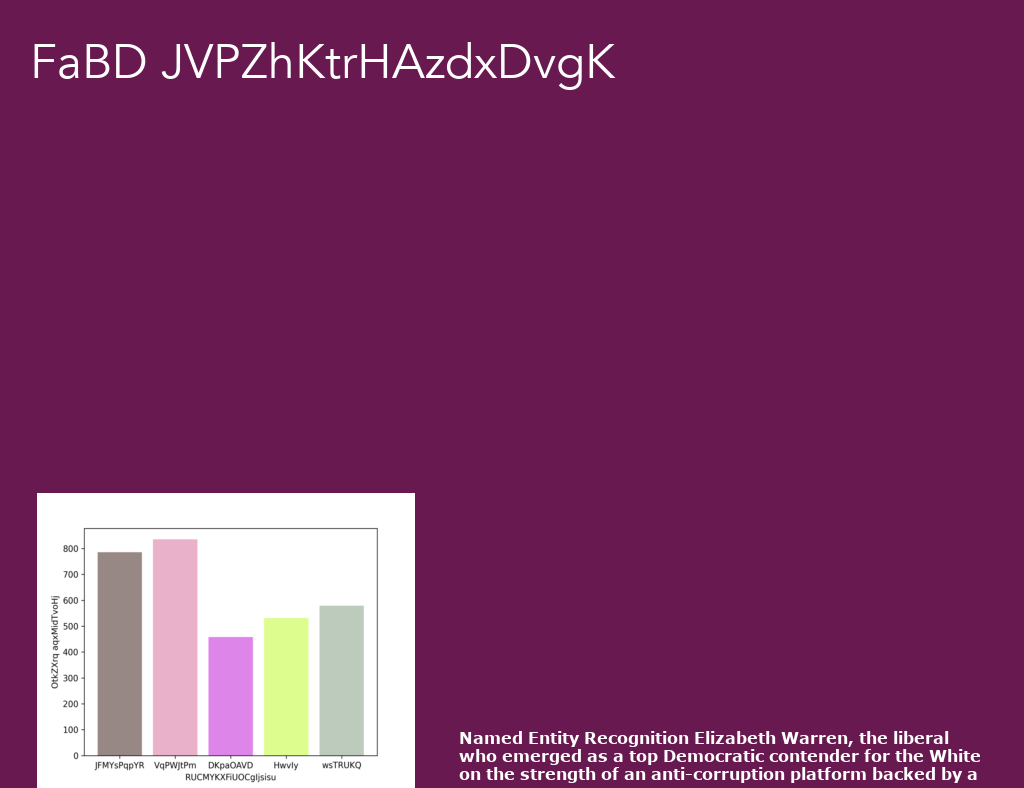 FaBD JVPZhKtrHAzdxDvgK
OtkZXrq aqxMidTvoHj
800
700
600
500
400
300
200
100
0
JFMYsPqpYR VqPWJtPm DKpaOAVD Hwvly wsTRUKQ
RUCMYKXFiUOCgljsisu
Named Entity Recognition Elizabeth Warren, the liberal
who emerged as a top Democratic contender for the White
on the strength of an anti-corruption platform backed by a